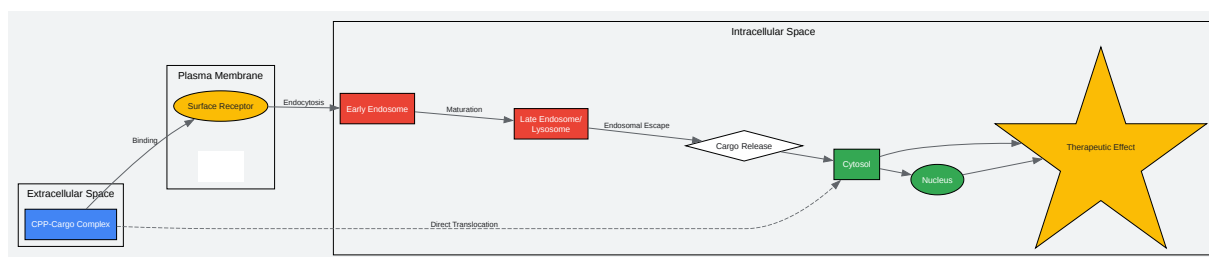 Intracellular Space
Plasma Membrane
Surface Receptor
Endocytosis
Early Endosome
Maturation
Late Endosome/
Lysosome
Endosomal Escape
Cargo Release
Cytosol
Nucleus
Therapeutic Effect
Binding
Extracellular Space
CPP-Cargo Complex
Direct Translocation